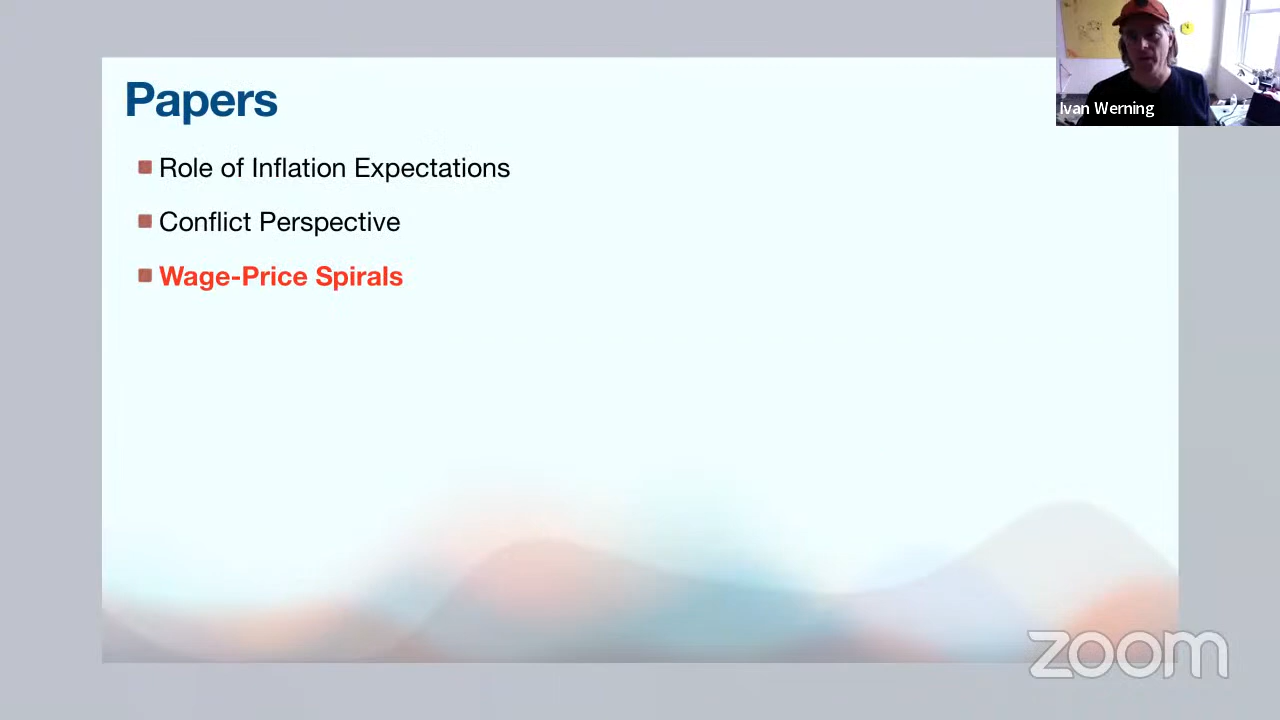 Papers
Role of Inflation Expectations
Conflict Perspective
Wage-Price Spirals
Ivan Werning
zoom